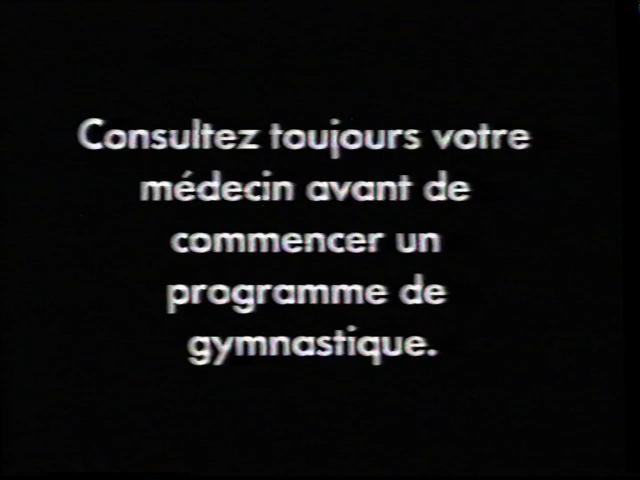 Consultez toujours votre
médecin avant de
commencer un
programme de
gymnastique.